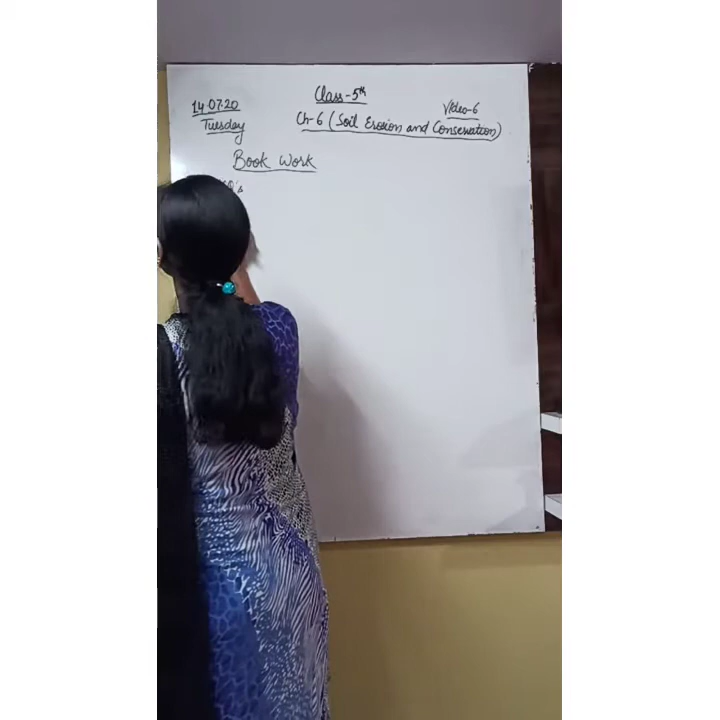 Class-5th
14.07.20
Video-6
Tuesday
Ch-6 (Soil Erosion and Conservation)
Book Work